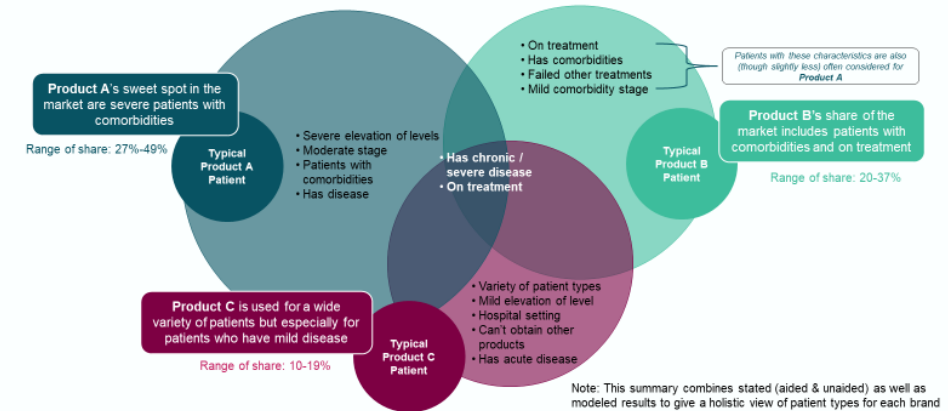 Product A's sweet spot in the
market are severe patients with
comorbidities
Range of share: 27%-49%
Typical
Product A
Patient
• Severe elevation of levels
• Moderate stage
• Patients with
comorbidities
• Has disease
• On treatment
• Has comorbidities
• Failed other treatments
• Mild comorbidity stage
Patients with these characteristics are also
(though slightly less) often considered for
Product A
Product B's share of the
market includes patients with
comorbidities and on treatment
Range of share: 20-37%
Typical
Product B
Patient
• Has chronic /
severe disease
• On treatment
Product C is used for a wide
variety of patients but especially for
patients who have mild disease
Range of share: 10-19%
Typical
Product C
Patient
• Variety of patient types
• Mild elevation of level
• Hospital setting
• Can't obtain other
products
• Has acute disease
Note: This summary combines stated (aided & unaided) as well as
modeled results to give a holistic view of patient types for each brand